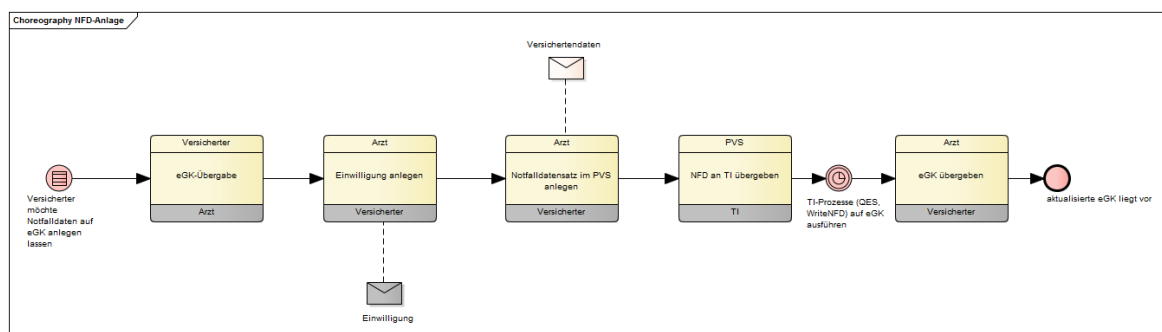 Choreography NFD-Anlage
Versichertendaten
Versicherter
eGK-Übergabe
Arzt
Arzt
Einwilligung anlegen
Versicherter
Arzt
Notfalldatensatz im PVS
anlegen
Versicherter
PVS
NFD an TI übergeben
TI
Arzt
eGK übergeben
Versicherter
Versicherter
möchte
Notfalldaten auf
eGK anlegen
lassen
TI-Prozesse (QES,
WriteNFD) auf eGK
ausführen
aktualisierte eGK liegt vor
Einwilligung